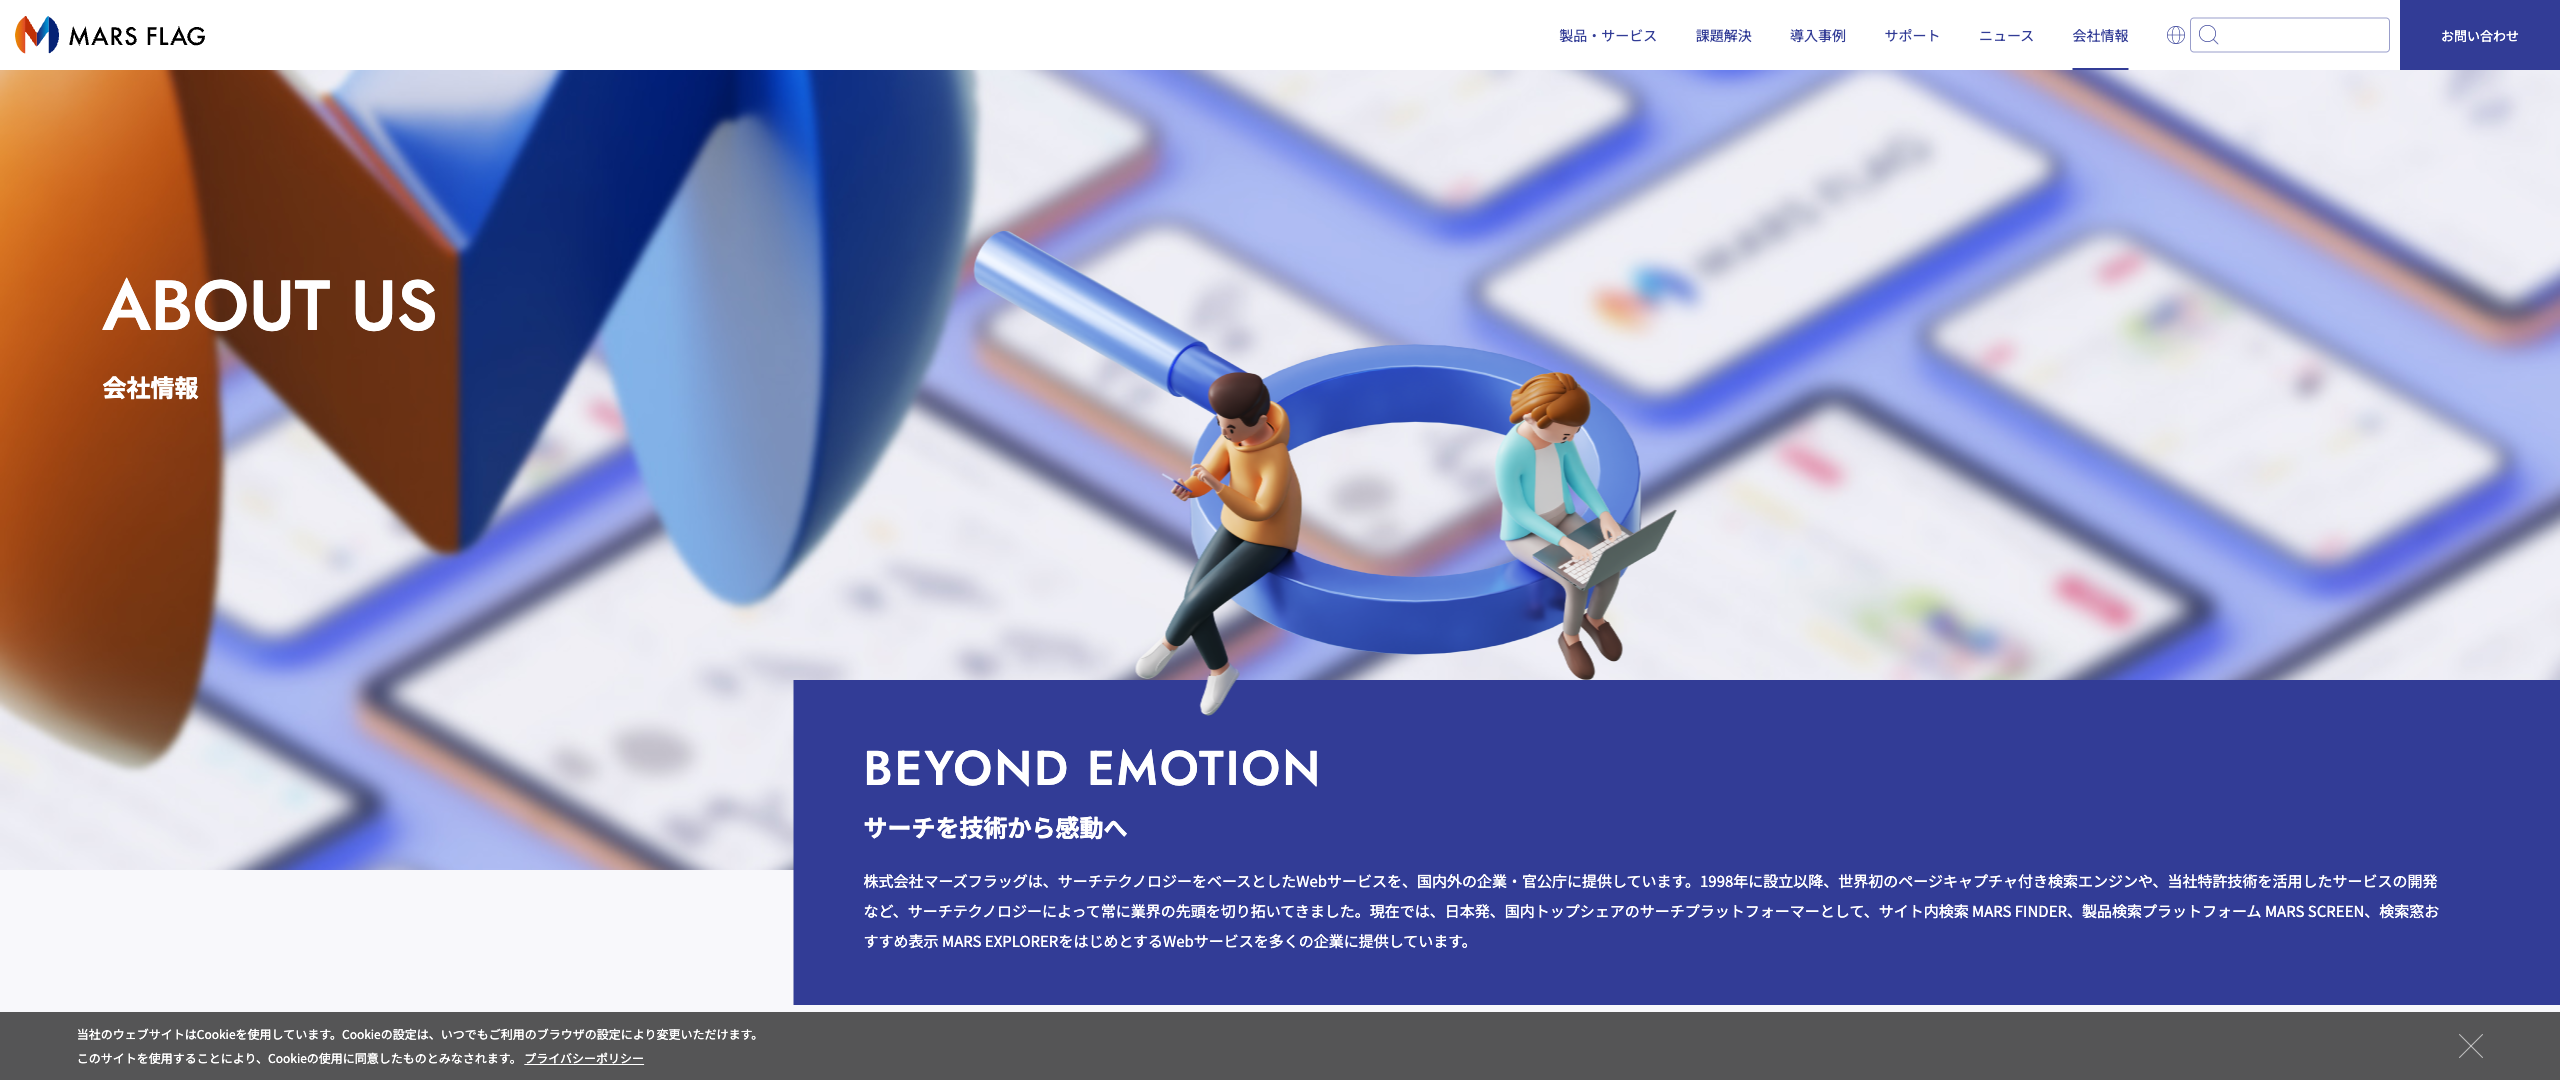 MARS FLAG
製品・サービス
課題解決
導入事例
サポート
ニュース
会社情報
お問い合わせ
MARS FLAG
ABOUT US
会社情報
BEYOND EMOTION
サーチを技術から感動へ
株式会社マーズフラッグは、サーチテクノロジーをベースとしたWebサービスを、国内外の企業・官公庁に提供しています。1998年に設立以降、世界初のページキャプチャ付き検索エンジンや、当社特許技術を活用したサービスの開発
など、サーチテクノロジーによって常に業界の先頭を切り拓いてきました。現在では、日本発、国内トップシェアのサーチプラットフォーマーとして、サイト内検索 MARS FINDER、製品検索プラットフォーム MARS SCREEN、検索窓お
すすめ表示 MARS EXPLORERをはじめとするWebサービスを多くの企業に提供しています。
当社のウェブサイトはCookieを使用しています。Cookieの設定は、いつでもご利用のブラウザの設定により変更いただけます。
このサイトを使用することにより、Cookieの使用に同意したものとみなされます。 プライバシーポリシー